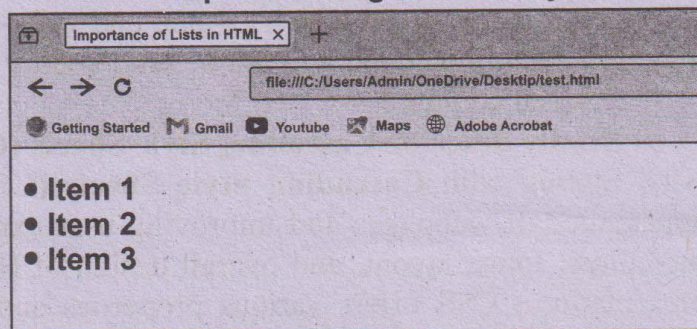 Importance of Lists in HTML ×
file:///C:/Users/Admin/OneDrive/Desktip/test.html
Getting Started Gmail Youtube Maps Adobe Acrobat
• Item 1
• Item 2
• Item 3